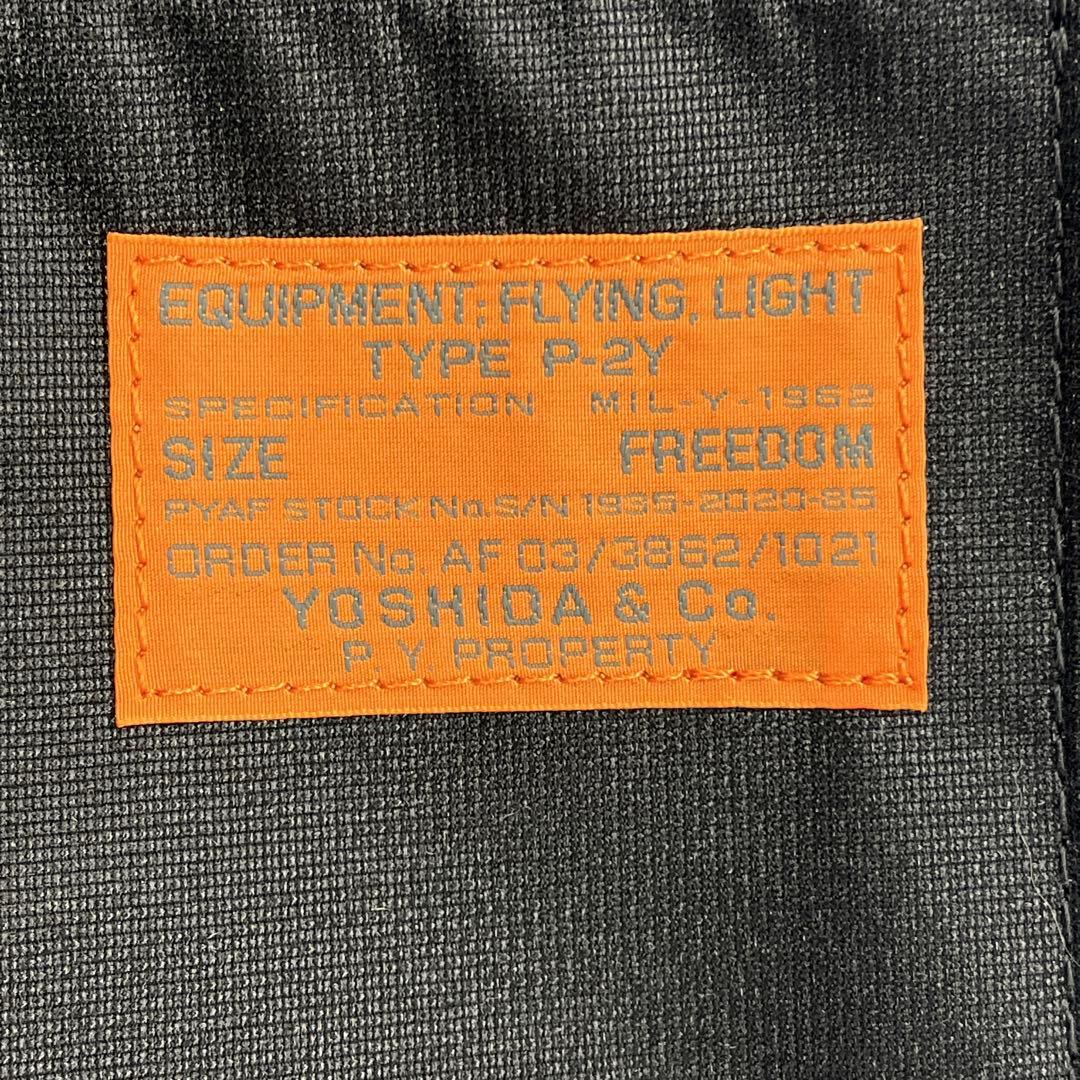 EQUIPMENT; FLYING, LIGHT
TYPE P-2Y
SPECIFICATION MIL-Y-1962
SIZE FREEDOM
PYAF STOCK No. S/N 1935-2020-85
ORDER No. AF 03/3862/1021
YOSHIDA & Co.
P. Y. PROPERTY